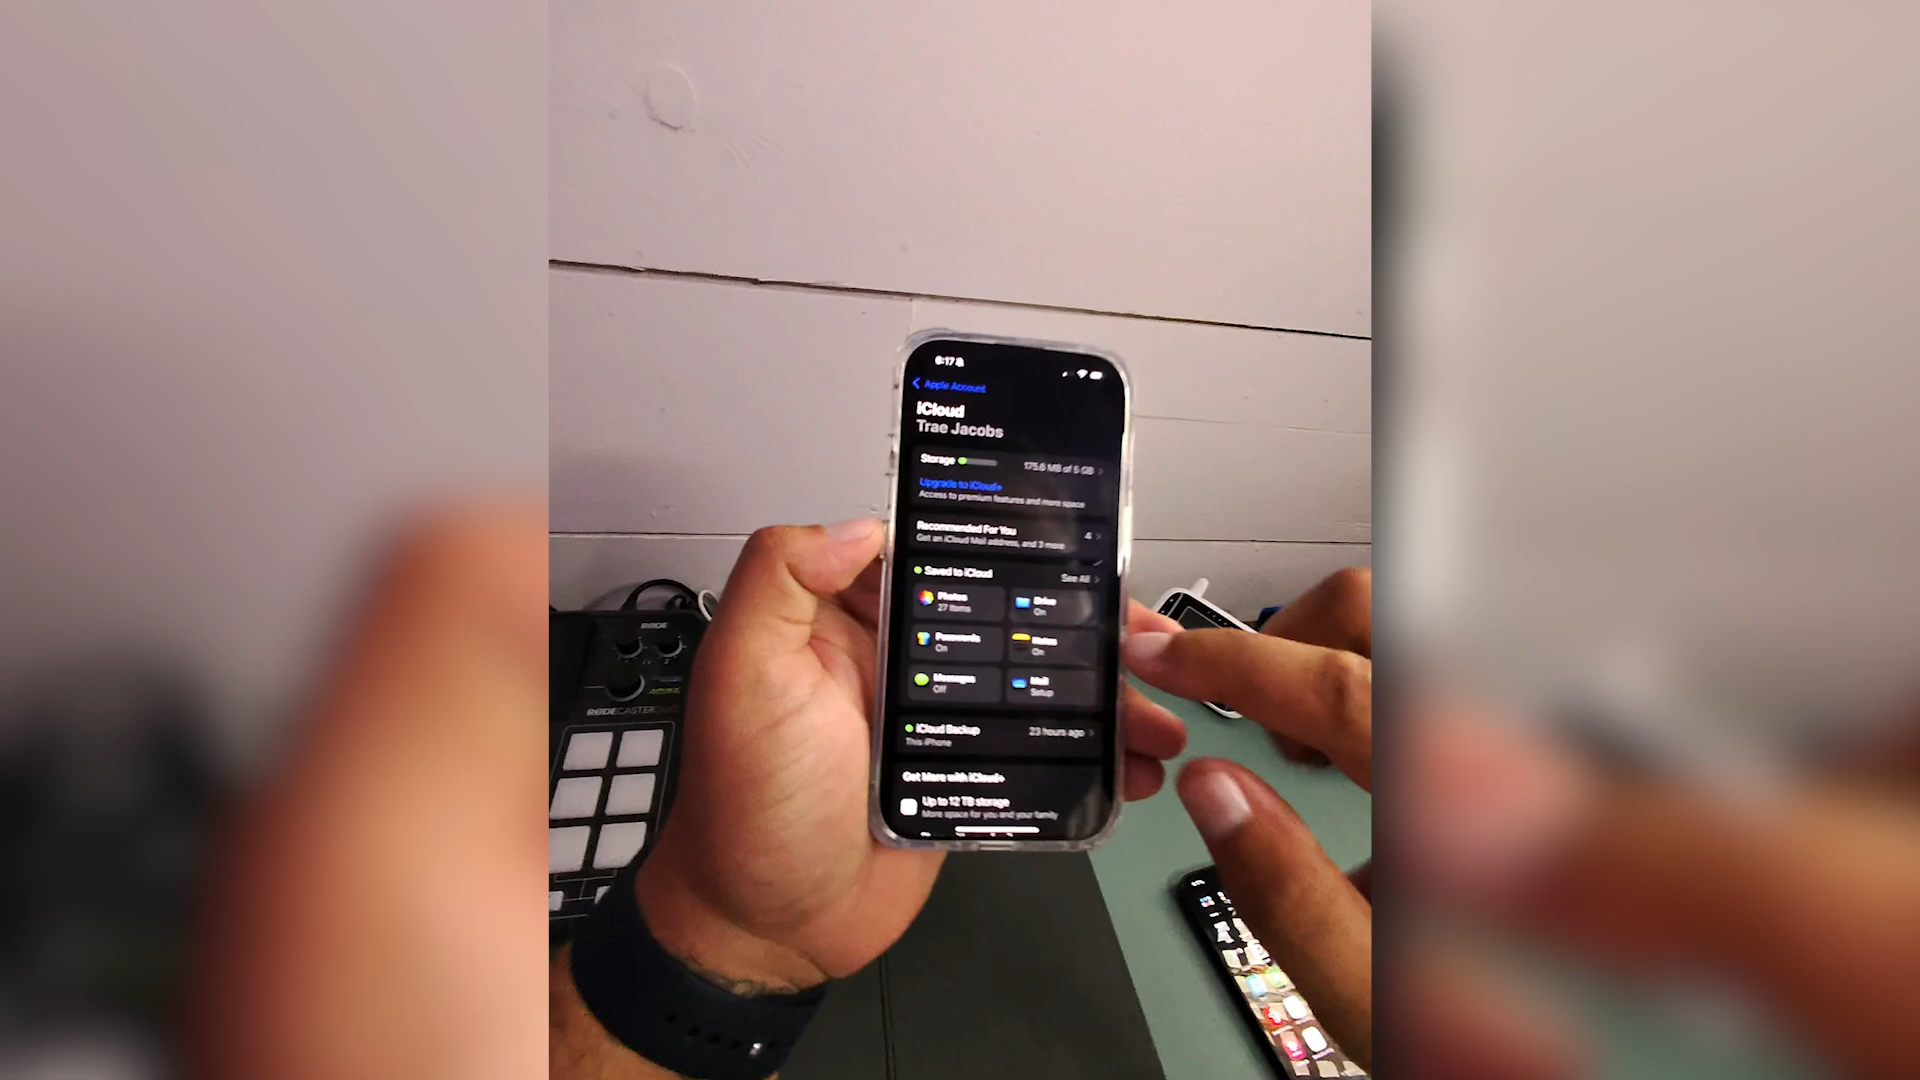 6:17
Apple Account
iCloud
Trae Jacobs
Storage
175.6 MB of 5 GB
Upgrade to iCloud+
Access to premium features and more space
Recommended For You
4
Get an iCloud Mail address, and 3 more
Saved to iCloud
See All
Photos
27 Items
Drive
On
Passwords
On
Notes
On
Messages
Off
Mail
Setup
iCloud Backup
23 hours ago
This iPhone
Get More with iCloud+
Up to 12 TB storage
More space for you and your family
RØDE
2
RØDECASTER DUO